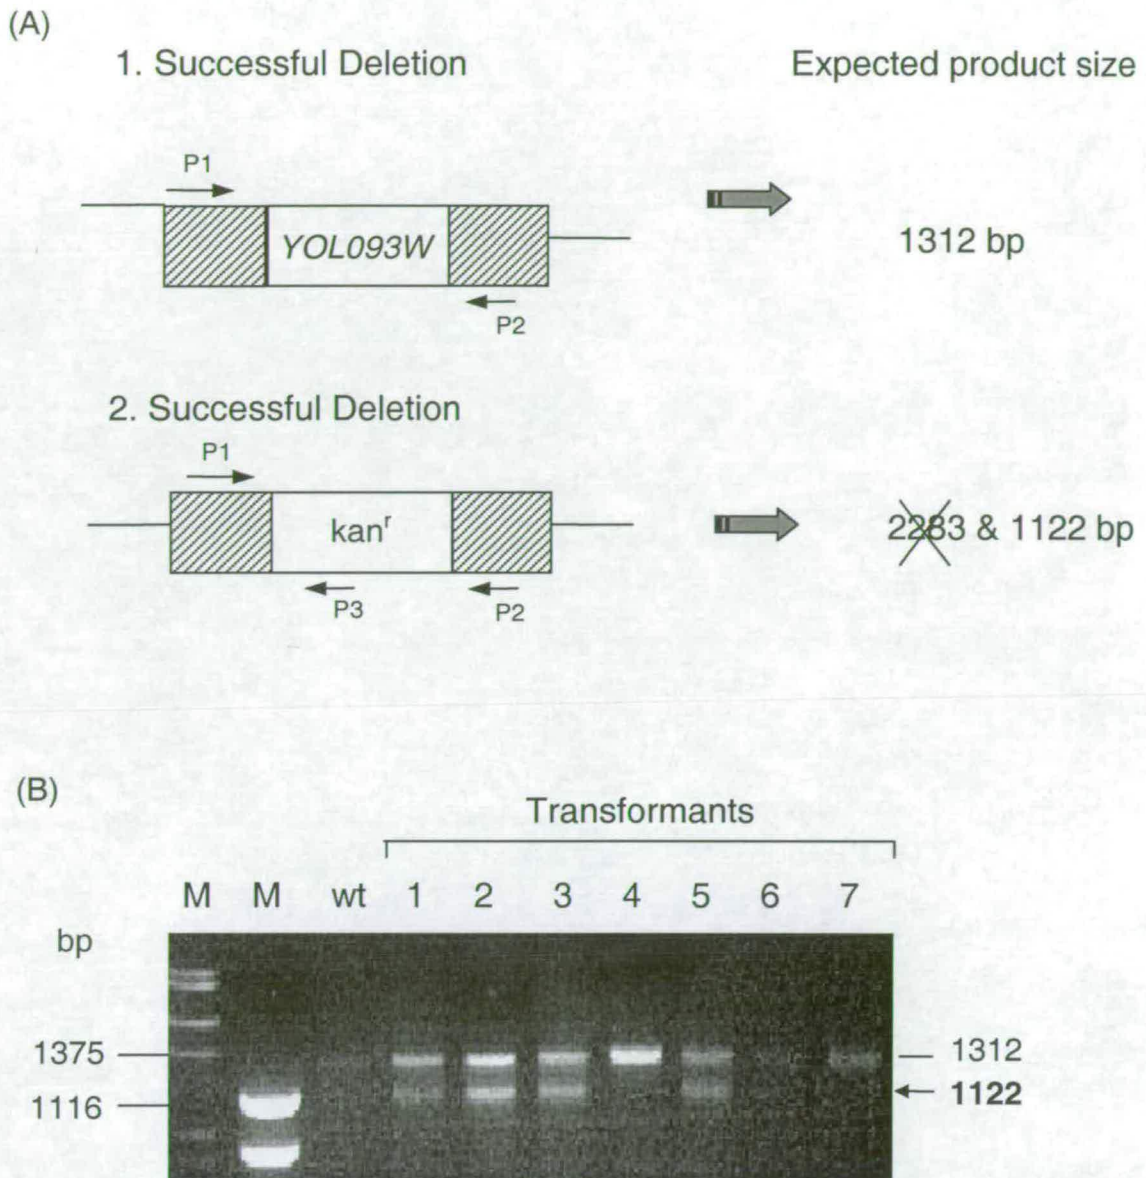 (A)
1. Successful Deletion
Expected product size
P1
YOL093W
1312 bp
P2
2. Successful Deletion
P1
kanʳ
2283 & 1122 bp
P3
P2
(B)
Transformants
M M wt 1 2 3 4 5 6 7
bp
1375
1312
1116
1122